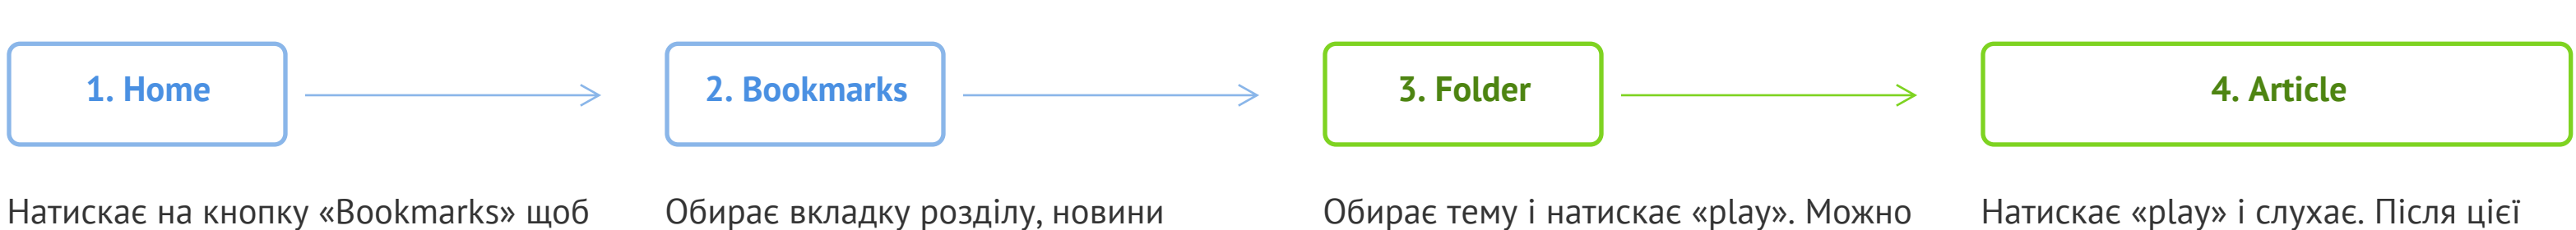 1. Home
2. Bookmarks
3. Folder
4. Article
Натискає на кнопку «Bookmarks» щоб
Обирає вкладку розділу, новини
Обирає тему і натискає «play». Можно
Натискає «play» і слухає. Після цієї